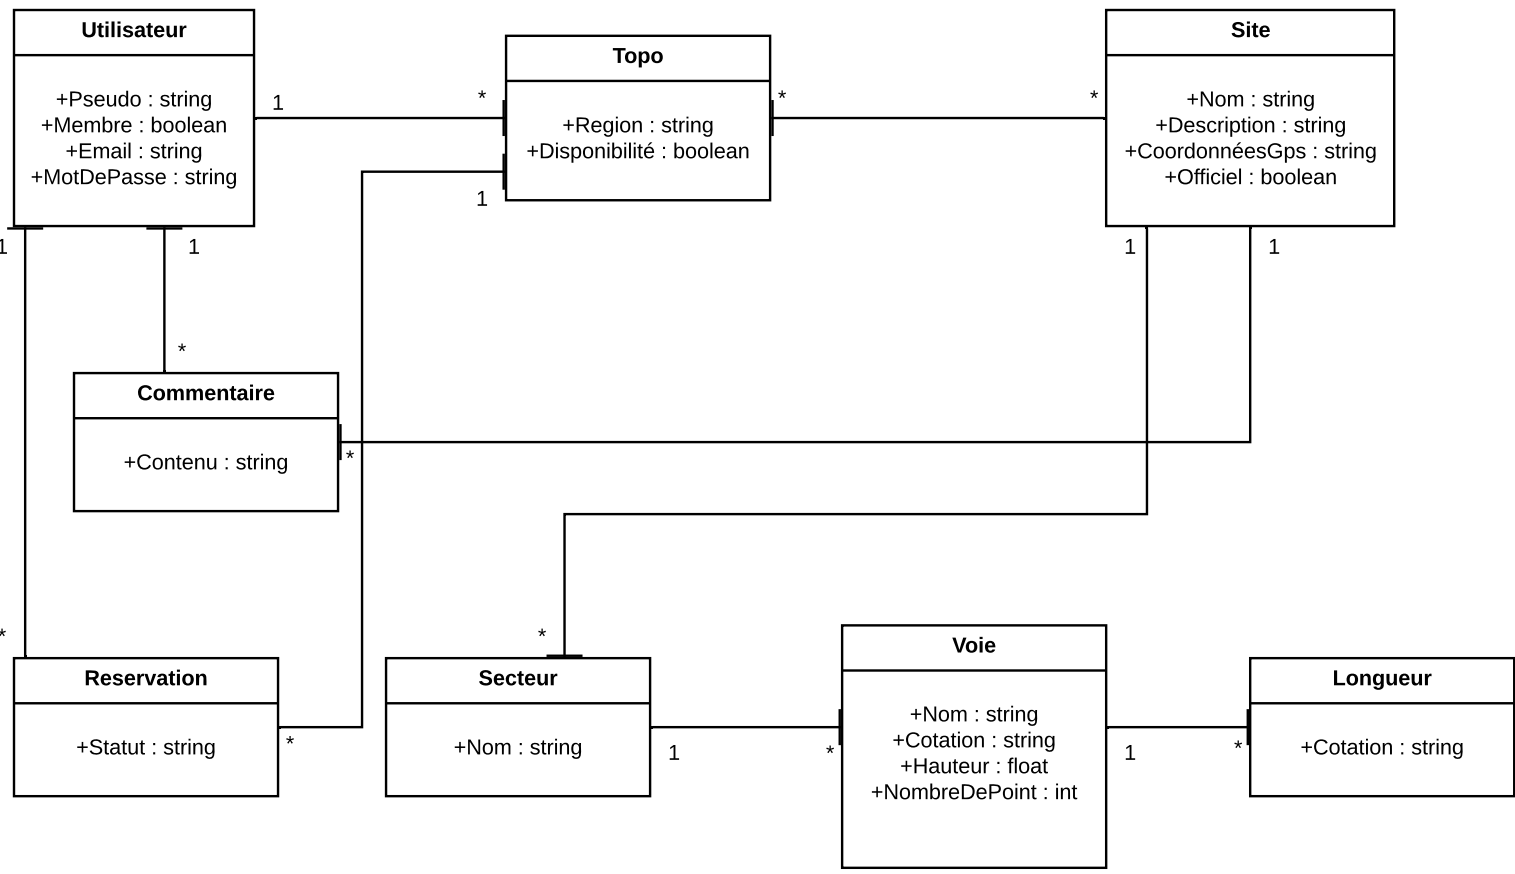 Utilisateur
+Pseudo : string
+Membre : boolean
+Email : string
+MotDePasse : string
1
*
Topo
+Region : string
+Disponibilité : boolean
*
*
1
Site
+Nom : string
+Description : string
+CoordonnéesGps : string
+Officiel : boolean
1
1
1
1
*
Commentaire
+Contenu : string
*
*
Reservation
+Statut : string
*
*
Secteur
+Nom : string
1
*
Voie
+Nom : string
+Cotation : string
+Hauteur : float
+NombreDePoint : int
1
*
Longueur
+Cotation : string